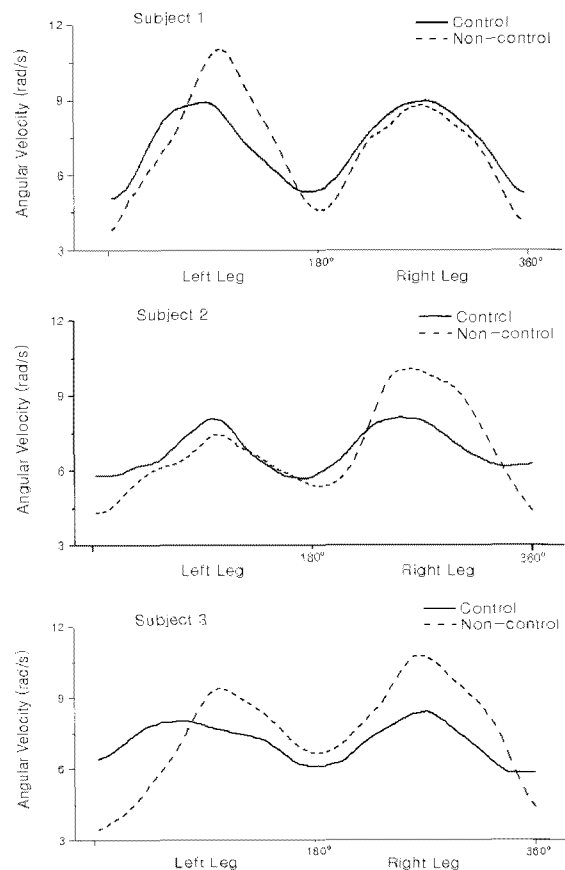 Subject 1
Control
Non-control
12
9
6
3
Angular Velocity (rad/s)
180°
360°
Left Leg
Right Leg
Subject 2
Control
Non-control
12
9
6
3
Angular Velocity (rad/s)
180°
360°
Left Leg
Right Leg
Subject 3
Control
Non-control
12
9
6
3
Angular Velocity (rad/s)
180°
360°
Left Leg
Right Leg